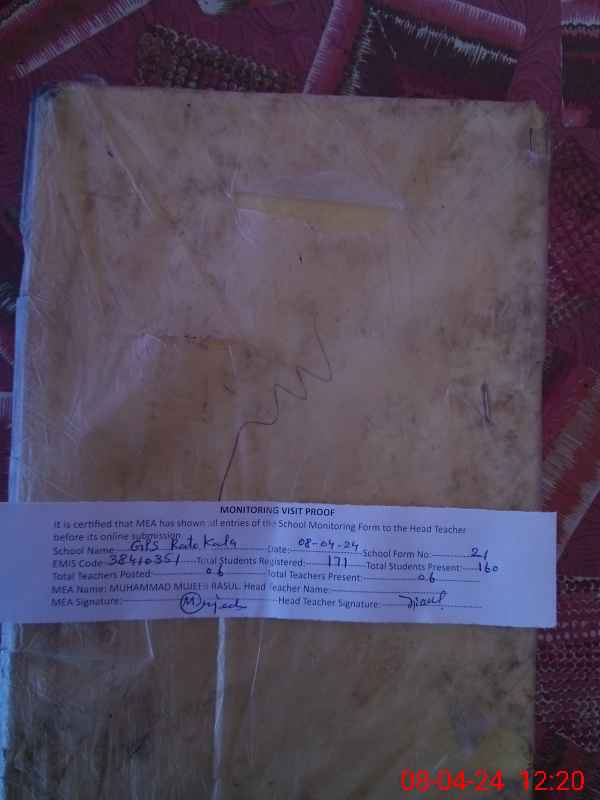 MONITORING VISIT PROOF
It is certified that MEA has shown all entries of the School Monitoring Form to the Head Teacher
before its online submission
School Name GPS Kate Kala Date: 08-04-24 School Form No: 21
EMIS Code: 38410351 Total Students Registered: 171 Total Students Present: 160
Total Teachers Posted: 06 Total Teachers Present: 06
MEA Name: MUHAMMAD MUJEEB RASUL. Head Teacher Name:
MEA Signature: Mujeeb Head Teacher Signature:
08-04-24 12:20